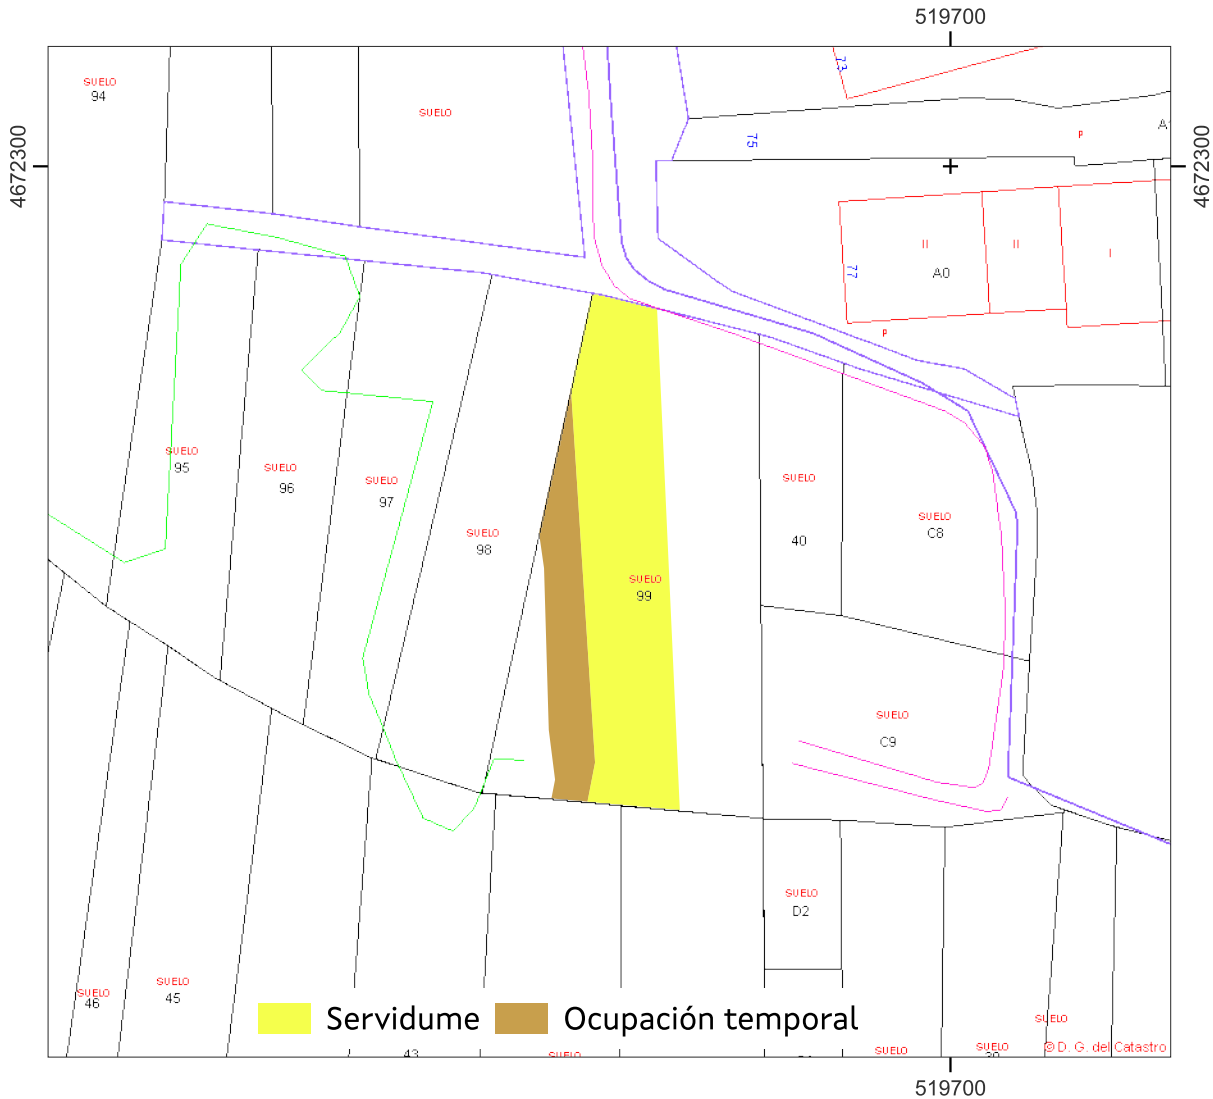 519700
SUELO
94
SUELO
73
75
P
A
4672300
4672300
II
II
I
A0
77
P
SUELO
95
SUELO
96
SUELO
97
SUELO
98
SUELO
99
SUELO
40
SUELO
C8
SUELO
C9
SUELO
D2
SUELO
46
SUELO
45
Servidume
Ocupación temporal
SUELO
43
SUELO
SUELO
SUELO
39
© D. G. del Catastro
519700